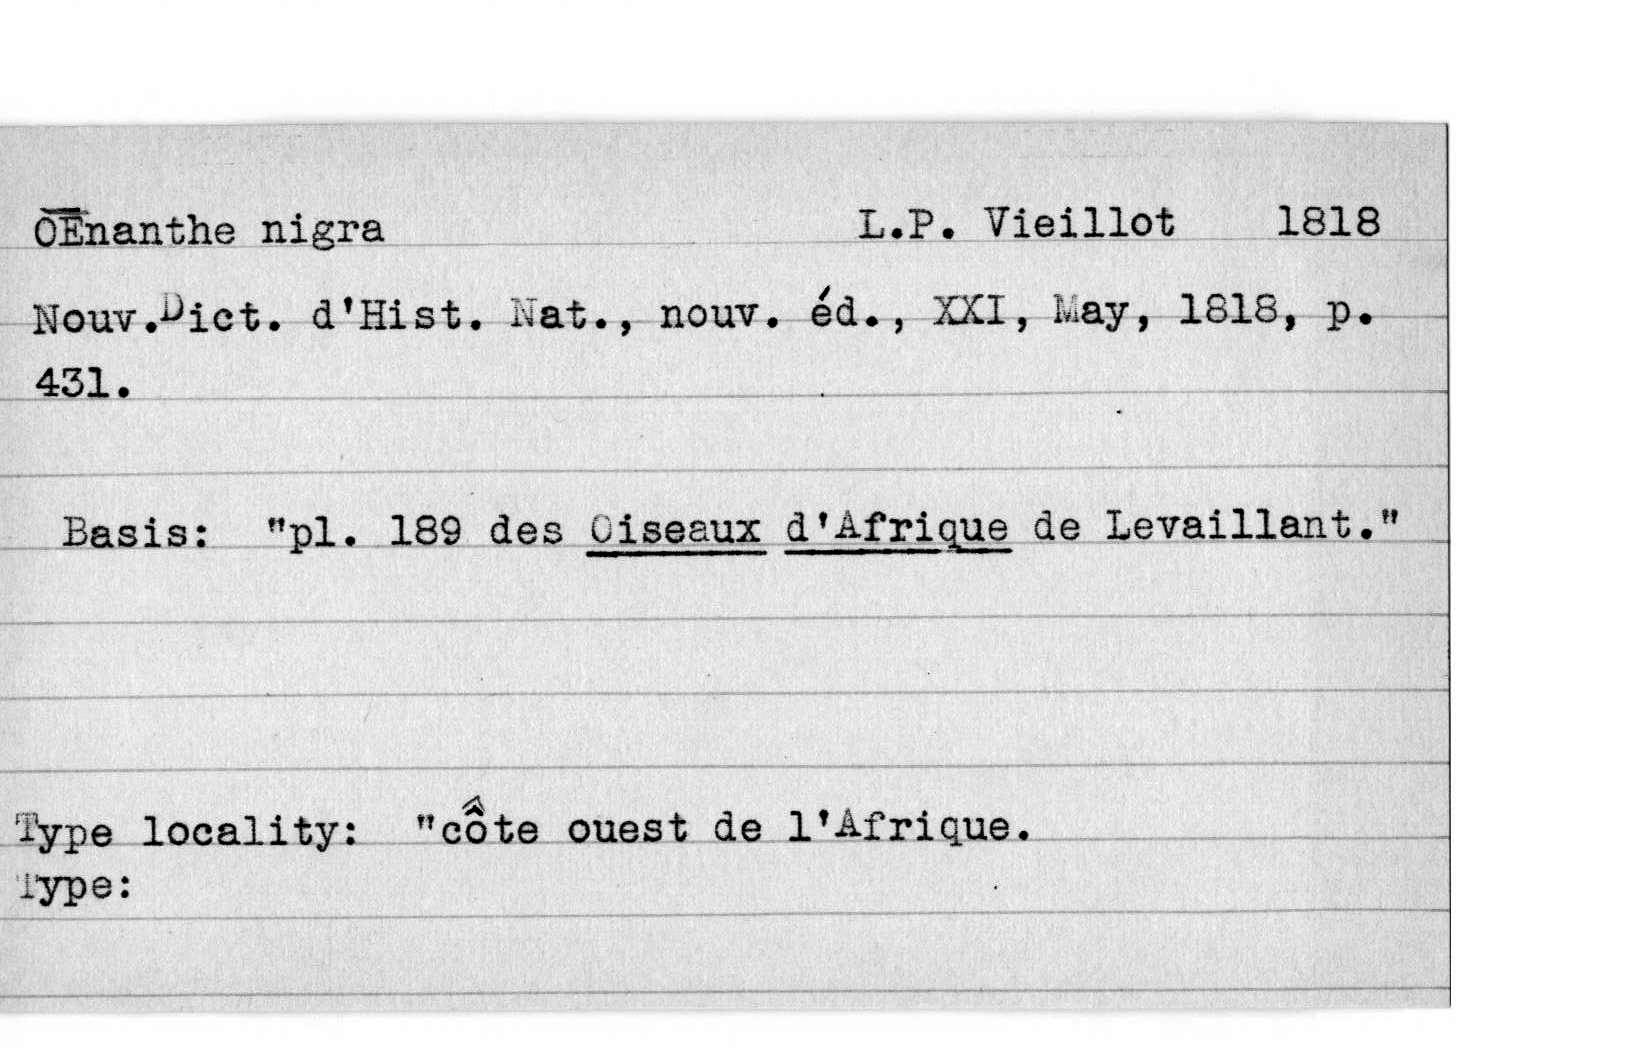 OEnanthe nigra L.P. Vieillot 1818
Nouv.Dict. d'Hist. Nat., nouv. éd., XXI, May, 1818, p.
431.
Basis: "pl. 189 des Oiseaux d'Afrique de Levaillant."
Type locality: "côte ouest de l'Afrique.
Type: